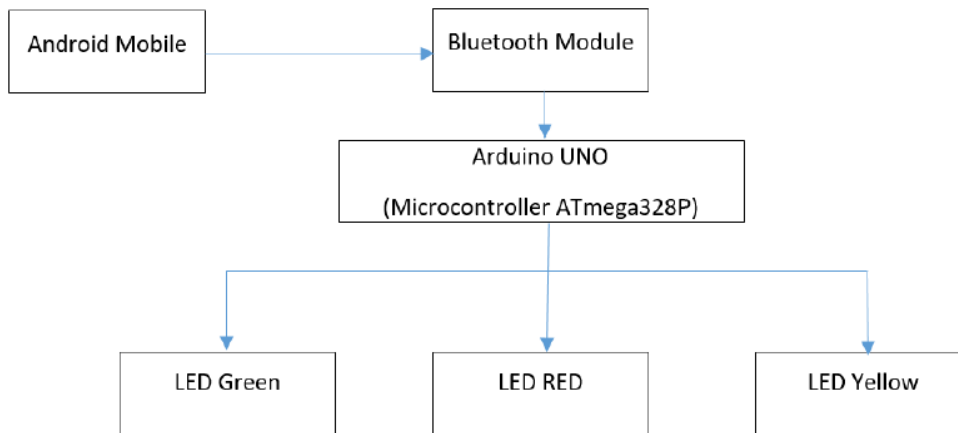 Android Mobile
Bluetooth Module
Arduino UNO
(Microcontroller ATmega328P)
LED Green
LED RED
LED Yellow